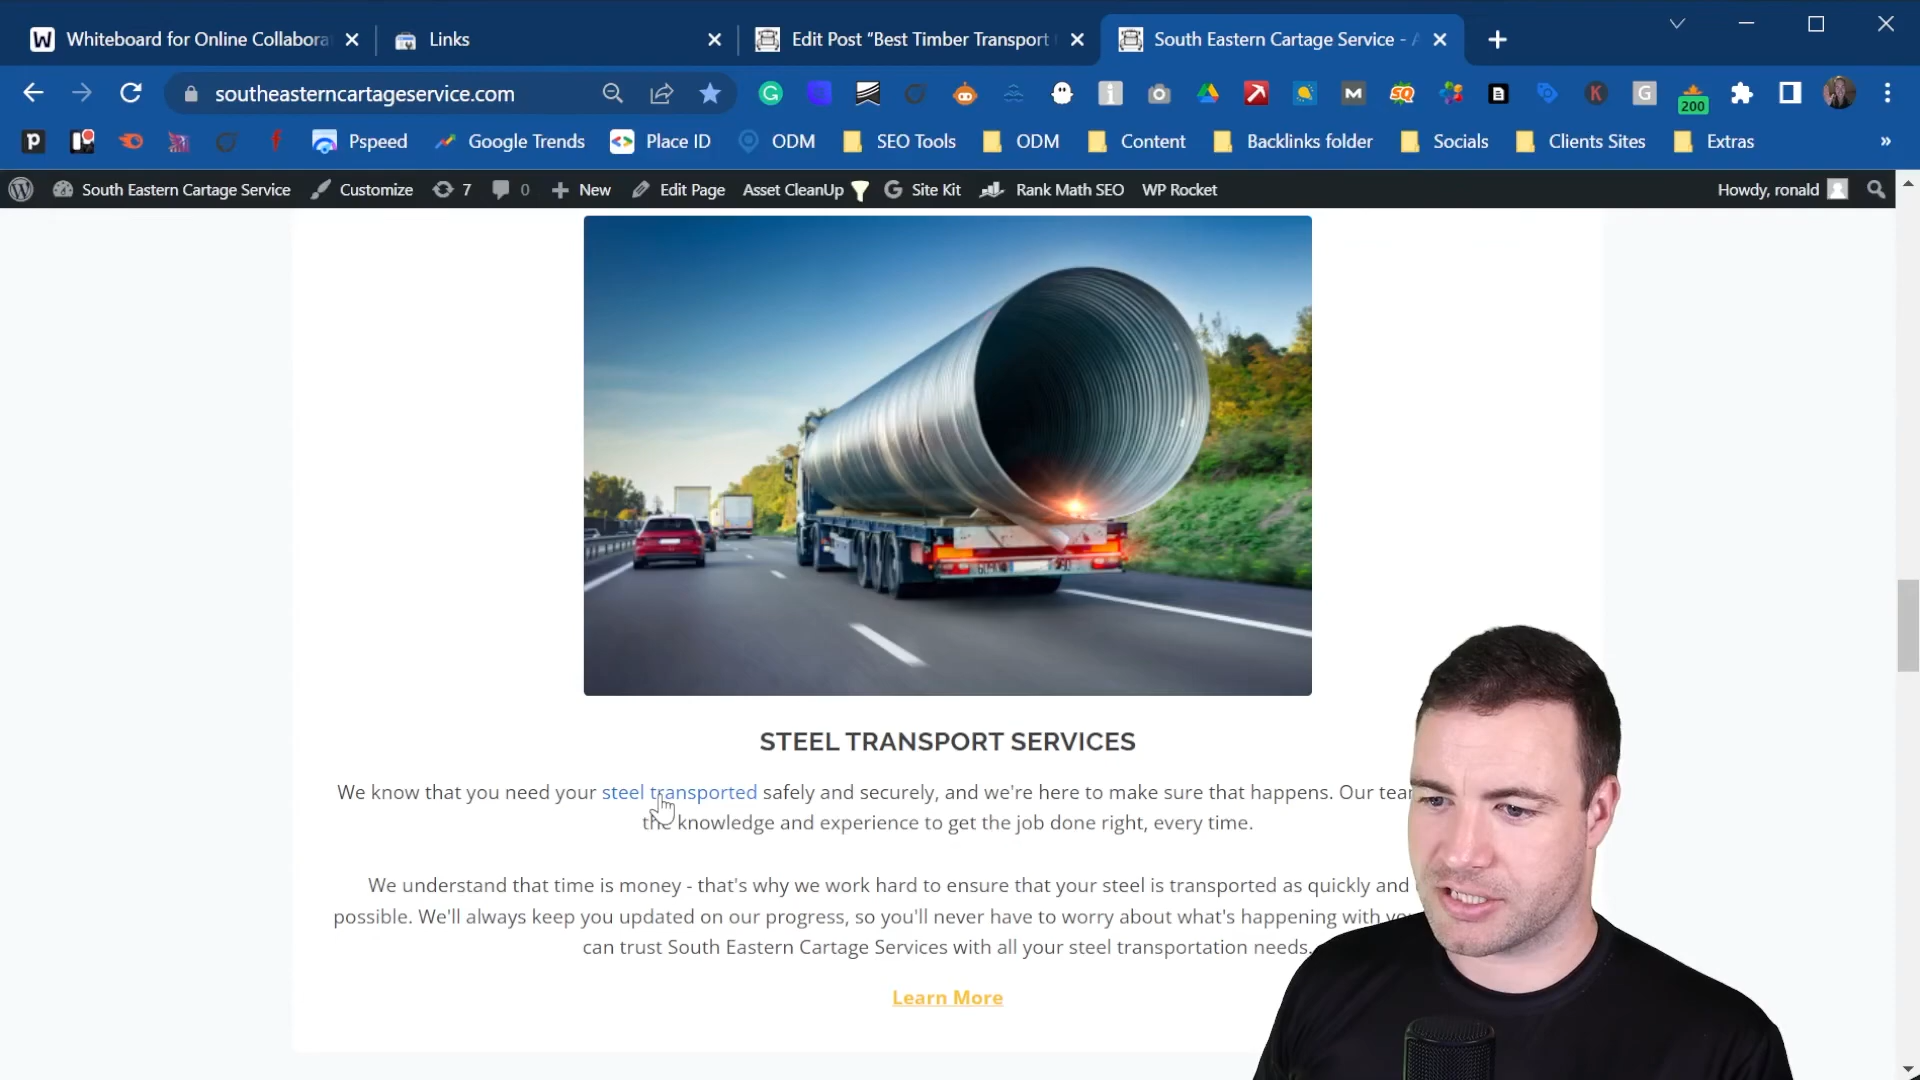 Whiteboard for Online Collabora
Links
Edit Post "Best Timber Transport
South Eastern Cartage Service - A
southeasterncartageservice.com
200
Pspeed
Google Trends
Place ID
ODM
SEO Tools
ODM
Content
Backlinks folder
Socials
Clients Sites
Extras
»
South Eastern Cartage Service
Customize
7
0
New
Edit Page
Asset CleanUp
Site Kit
Rank Math SEO
WP Rocket
Howdy, ronald
STEEL TRANSPORT SERVICES
We know that you need your steel transported safely and securely, and we're here to make sure that happens. Our tea
the knowledge and experience to get the job done right, every time.
We understand that time is money - that's why we work hard to ensure that your steel is transported as quickly and
possible. We'll always keep you updated on our progress, so you'll never have to worry about what's happening with yo
can trust South Eastern Cartage Services with all your steel transportation needs.
Learn More